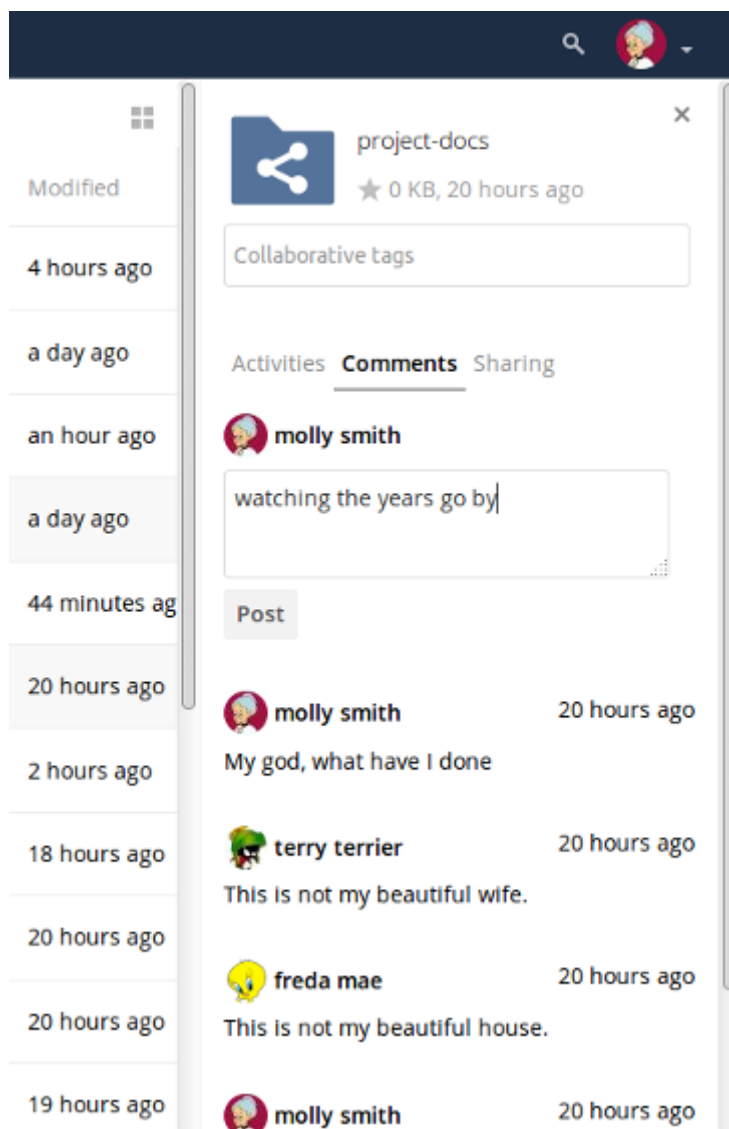 Modified
4 hours ago
a day ago
an hour ago
a day ago
44 minutes ag
20 hours ago
2 hours ago
18 hours ago
20 hours ago
20 hours ago
19 hours ago
project-docs
0 KB, 20 hours ago
Collaborative tags
Activities Comments Sharing
molly smith
watching the years go by
Post
molly smith 20 hours ago
My god, what have I done
terry terrier 20 hours ago
This is not my beautiful wife.
freda mae 20 hours ago
This is not my beautiful house.
molly smith 20 hours ago